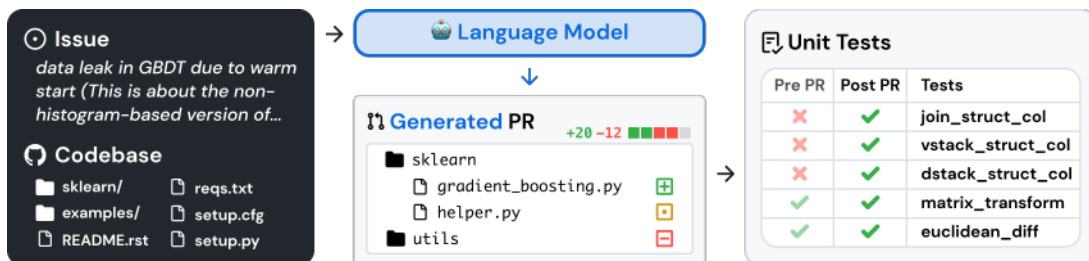 Issue
data leak in GBDT due to warm
start (This is about the non-
histogram-based version of...
Codebase
sklearn/
reqs.txt
examples/
setup.cfg
README.rst
setup.py
Language Model
Generated PR
+20 -12
sklearn
gradient_boosting.py
helper.py
utils
Unit Tests
Pre PR Post PR Tests
join_struct_col
vstack_struct_col
dstack_struct_col
matrix_transform
euclidean_diff